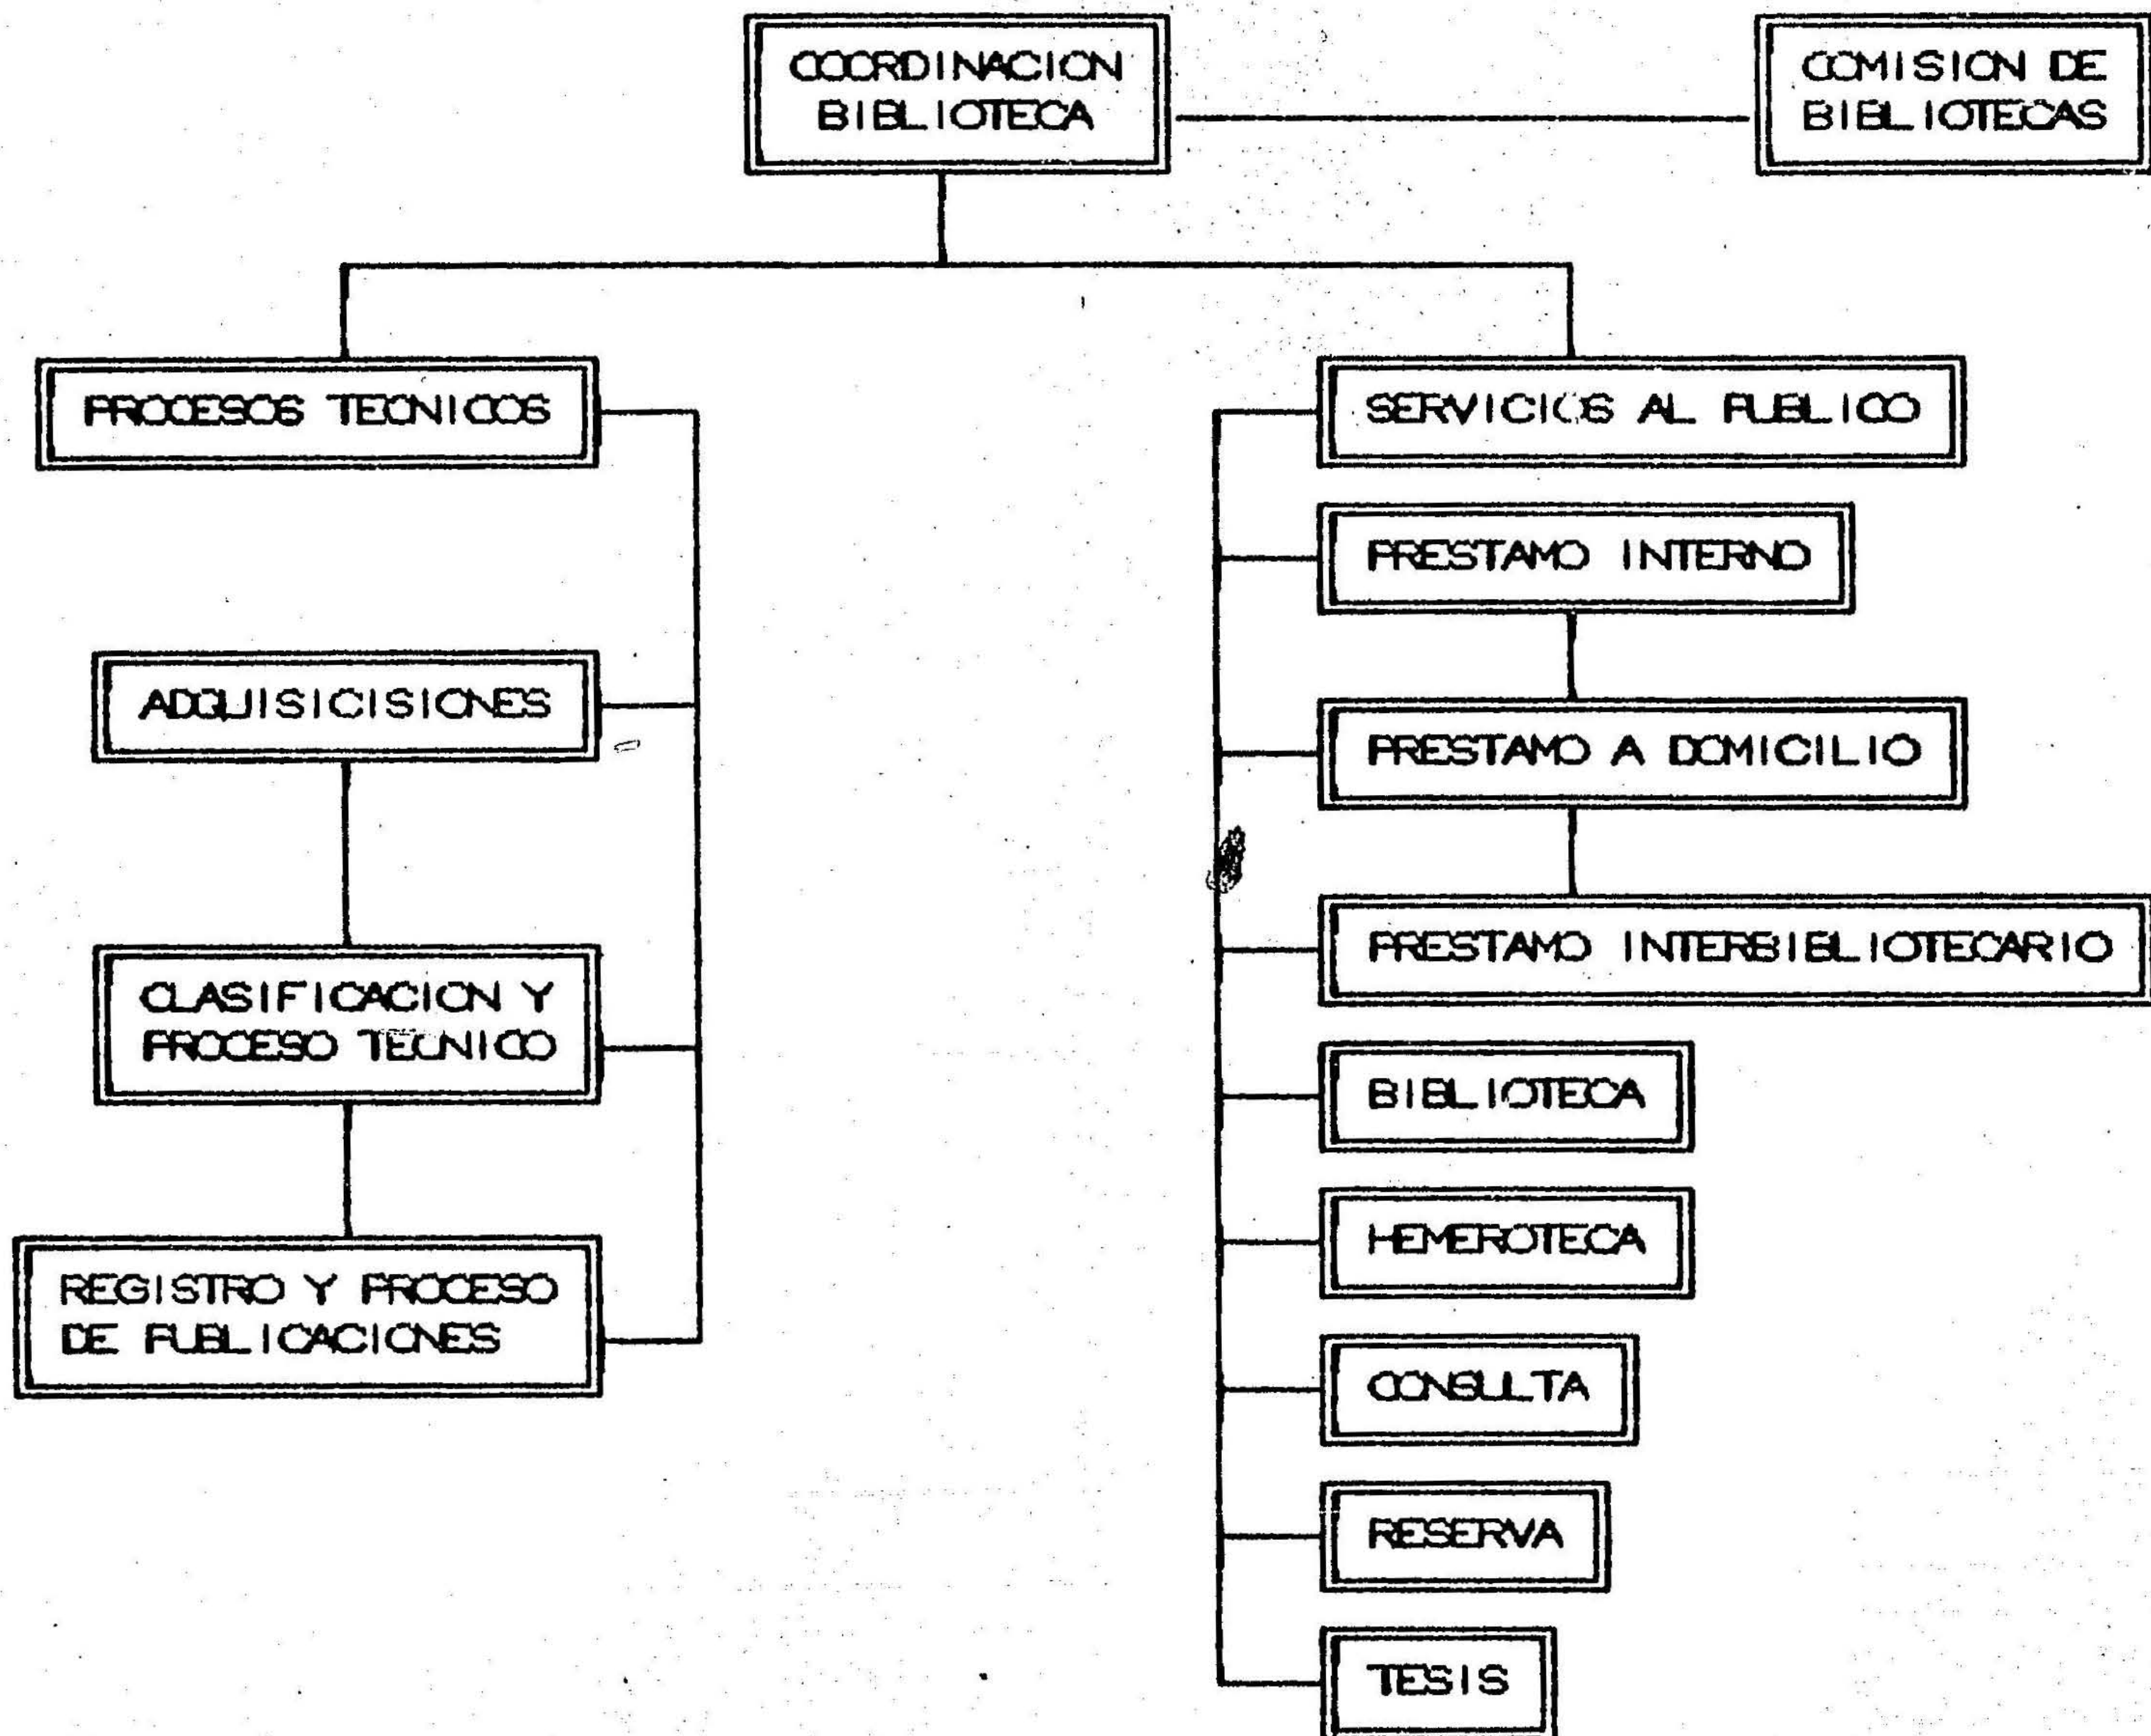 COORDINACION
BIBLIOTECA
COMISION DE
BIBLIOTECAS
PROCESOS TECNICOS
SERVICIOS AL PUBLICO
PRESTAMO INTERNO
ADQUISICISIONES
PRESTAMO A DOMICILIO
CLASIFICACION Y
PROCESO TECNICO
PRESTAMO INTERBIBLIOTECARIO
BIBLIOTECA
REGISTRO Y PROCESO
DE PUBLICACIONES
HEMEROTECA
CONSULTA
RESERVA
TESIS